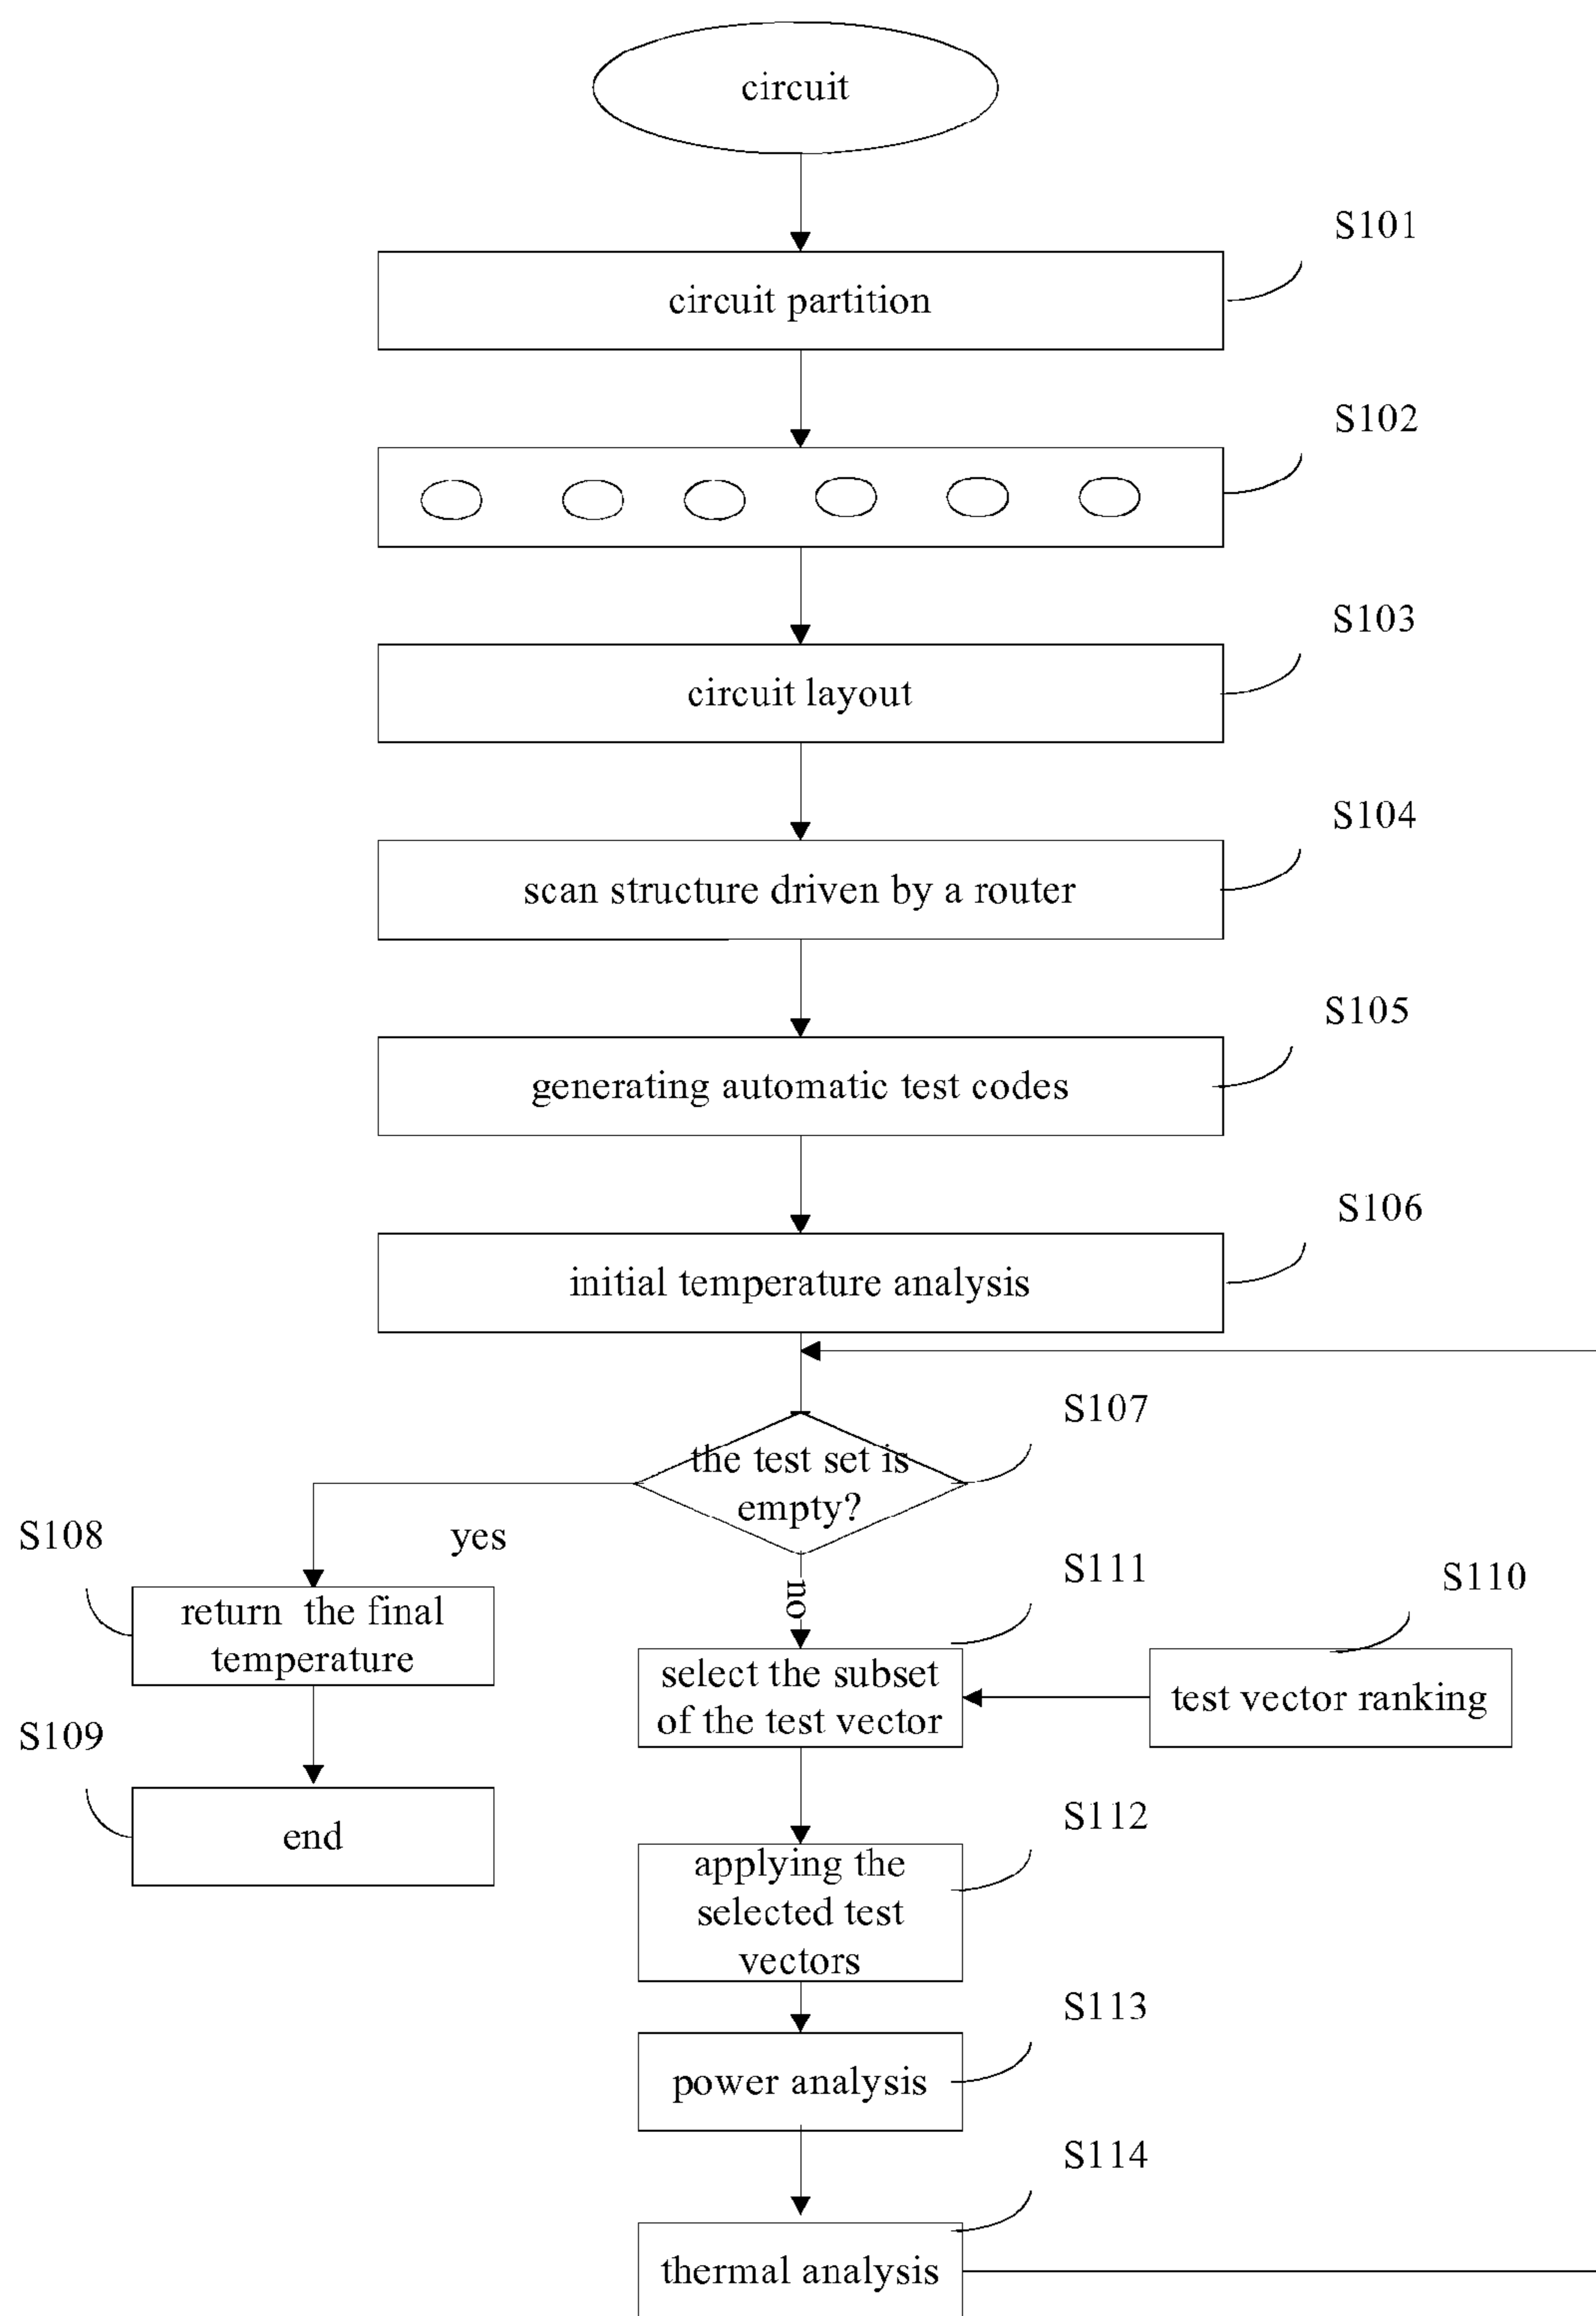 circuit
S101
circuit partition
S102
S103
circuit layout
S104
scan structure driven by a router
S105
generating automatic test codes
S106
initial temperature analysis
S107
the test set is
empty?
yes
no
S108
return the final
temperature
S109
end
S111
select the subset
of the test vector
S110
test vector ranking
S112
applying the
selected test
vectors
S113
power analysis
S114
thermal analysis